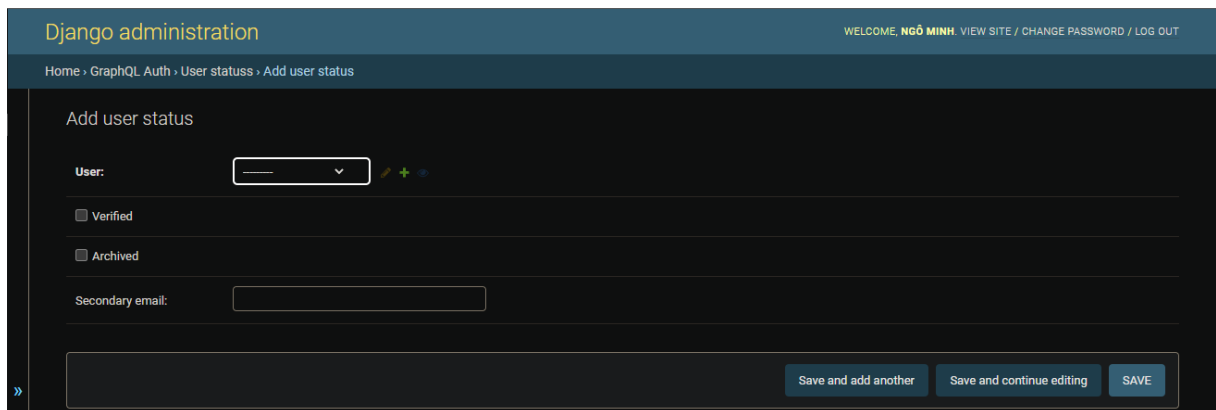 Django administration
WELCOME, NGÔ MINH. VIEW SITE / CHANGE PASSWORD / LOG OUT
Home › GraphQL Auth › User statuss › Add user status
Add user status
User:
---------
Verified
Archived
Secondary email:
»
Save and add another
Save and continue editing
SAVE